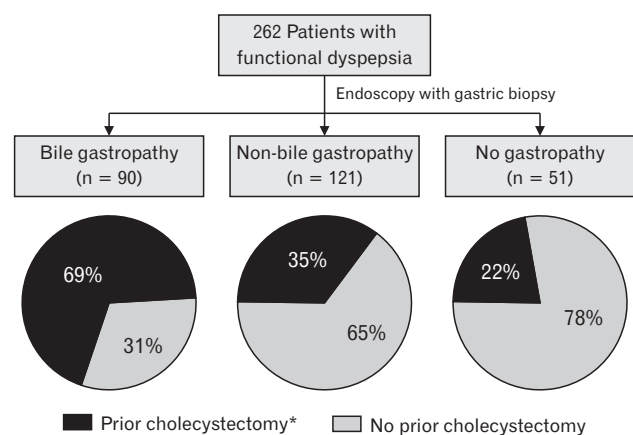 262 Patients with
functional dyspepsia
Endoscopy with gastric biopsy
Bile gastropathy
(n = 90)
Non-bile gastropathy
(n = 121)
No gastropathy
(n = 51)
69%
31%
35%
65%
22%
78%
Prior cholecystectomy*
No prior cholecystectomy